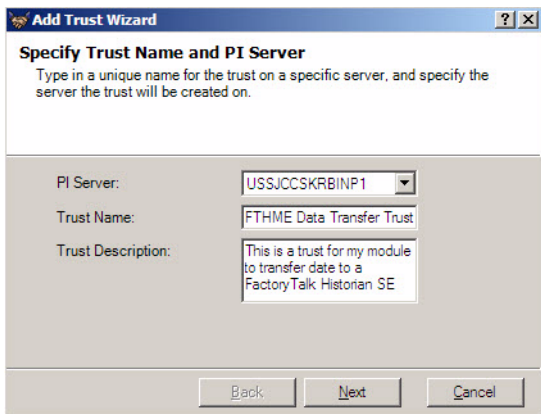 Add Trust Wizard
Specify Trust Name and PI Server
Type in a unique name for the trust on a specific server, and specify the
server the trust will be created on.
PI Server: USSJCCSKRBINP1
Trust Name: FTHME Data Transfer Trust
Trust Description: This is a trust for my module
to transfer date to a
FactoryTalk Historian SE
Back Next Cancel